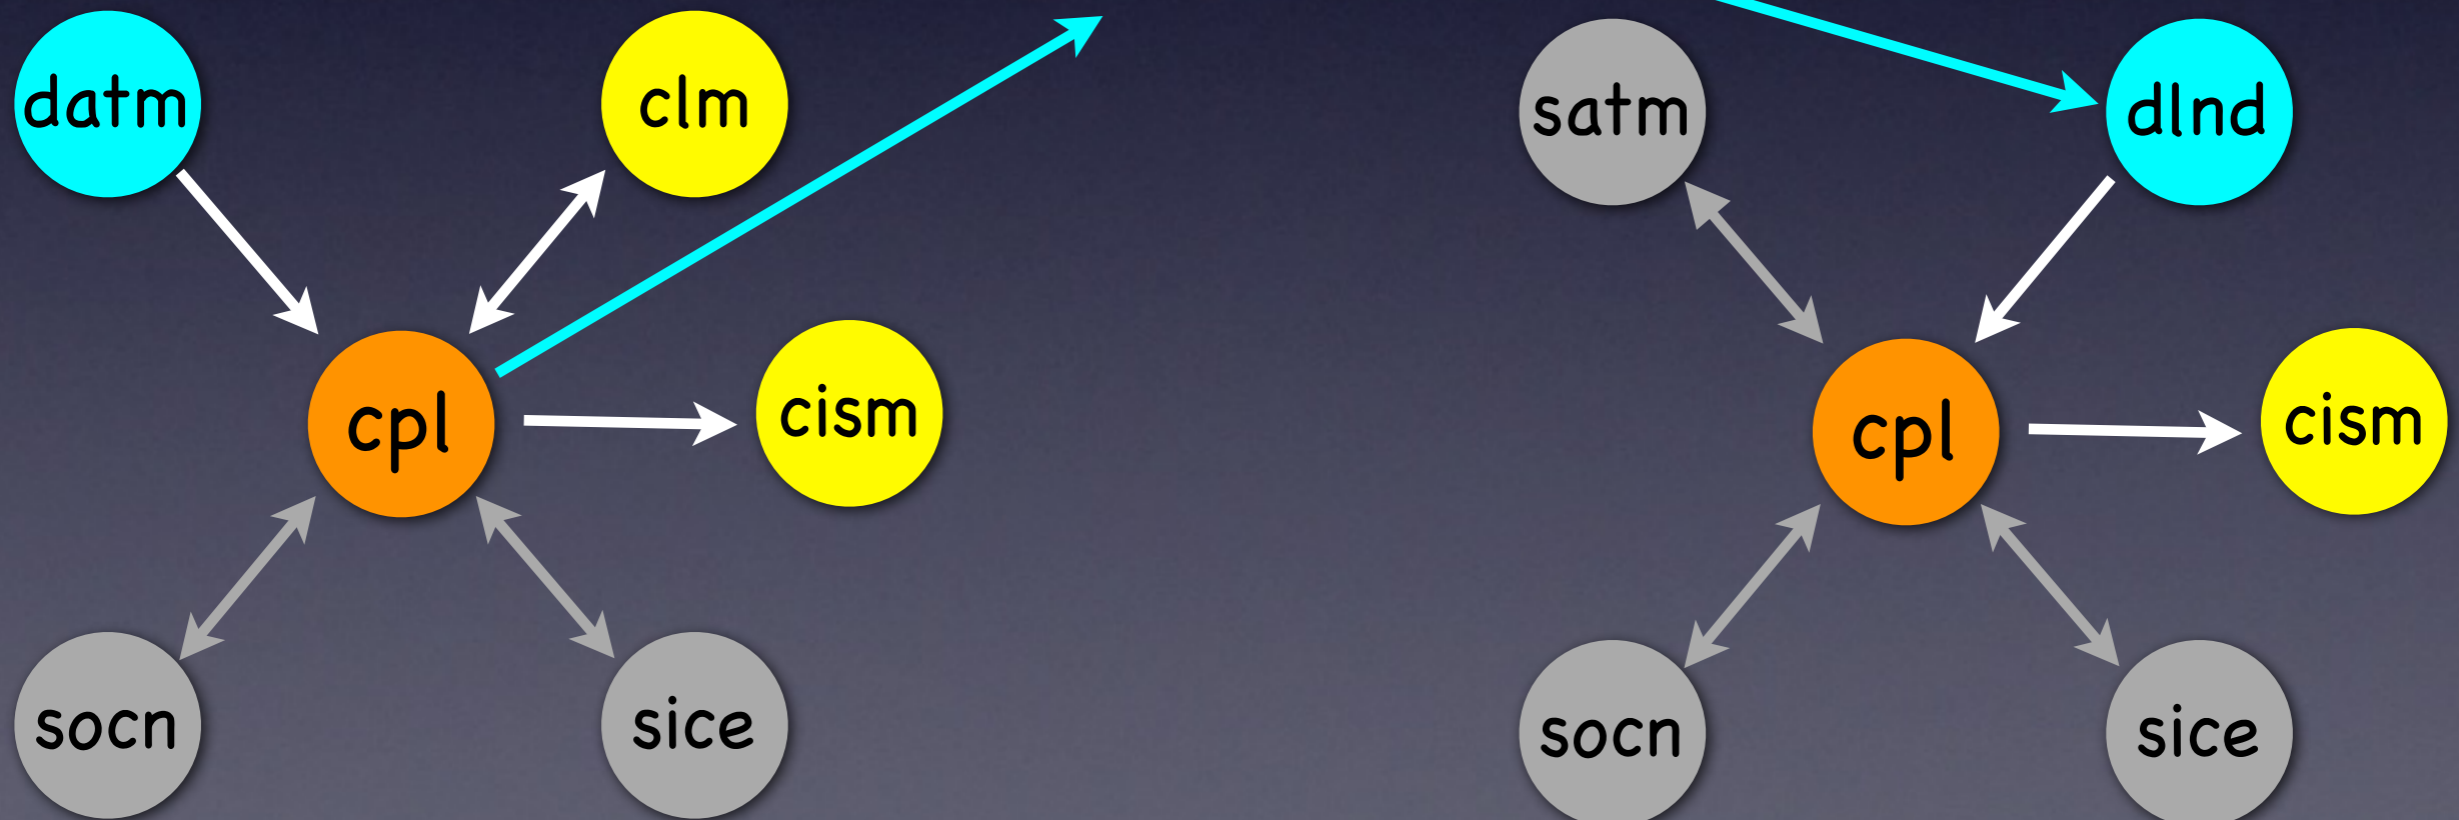 datm
clm
cpl
cism
socn
sice
satm
dlnd
cpl
cism
socn
sice